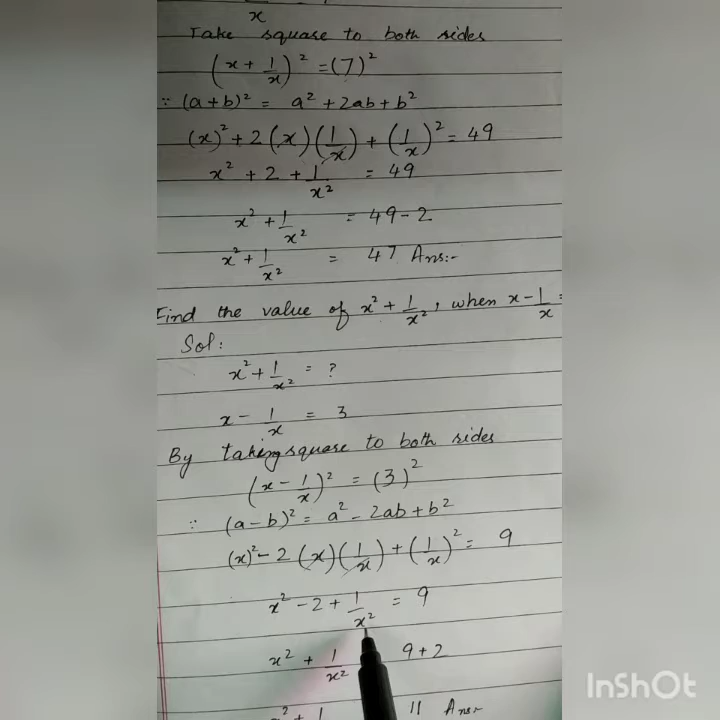 x
Take square to both sides
(x + 1/x)² = (7)²
∵ (a+b)² = a² + 2ab + b²
(x)² + 2(x)(1/x) + (1/x)² = 49
x² + 2 + 1/x² = 49
x² + 1/x² = 49 - 2
x² + 1/x² = 47 Ans:-
Find the value of x² + 1/x², when x - 1/x =
Sol:
x² + 1/x² = ?
x - 1/x = 3
By taking square to both sides
(x - 1/x)² = (3)²
∵ (a-b)² = a² - 2ab + b²
(x)² - 2(x)(1/x) + (1/x)² = 9
x² - 2 + 1/x² = 9
x² + 1/x² 9+2
x² + 1 11 Ans:-
InShOt